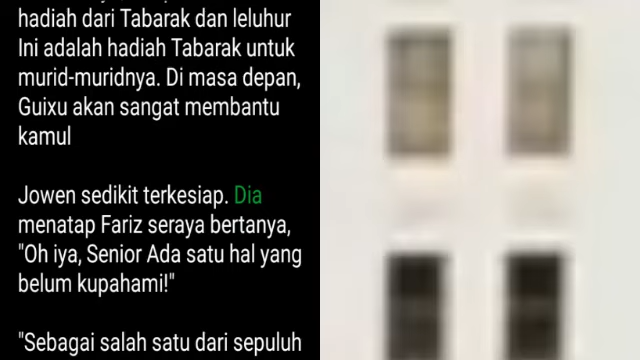 hadiah dari Tabarak dan leluhur
Ini adalah hadiah Tabarak untuk
murid-muridnya. Di masa depan,
Guixu akan sangat membantu
kamul
Jowen sedikit terkesiap. Dia
menatap Fariz seraya bertanya,
"Oh iya, Senior Ada satu hal yang
belum kupahami!"
"Sebagai salah satu dari sepuluh